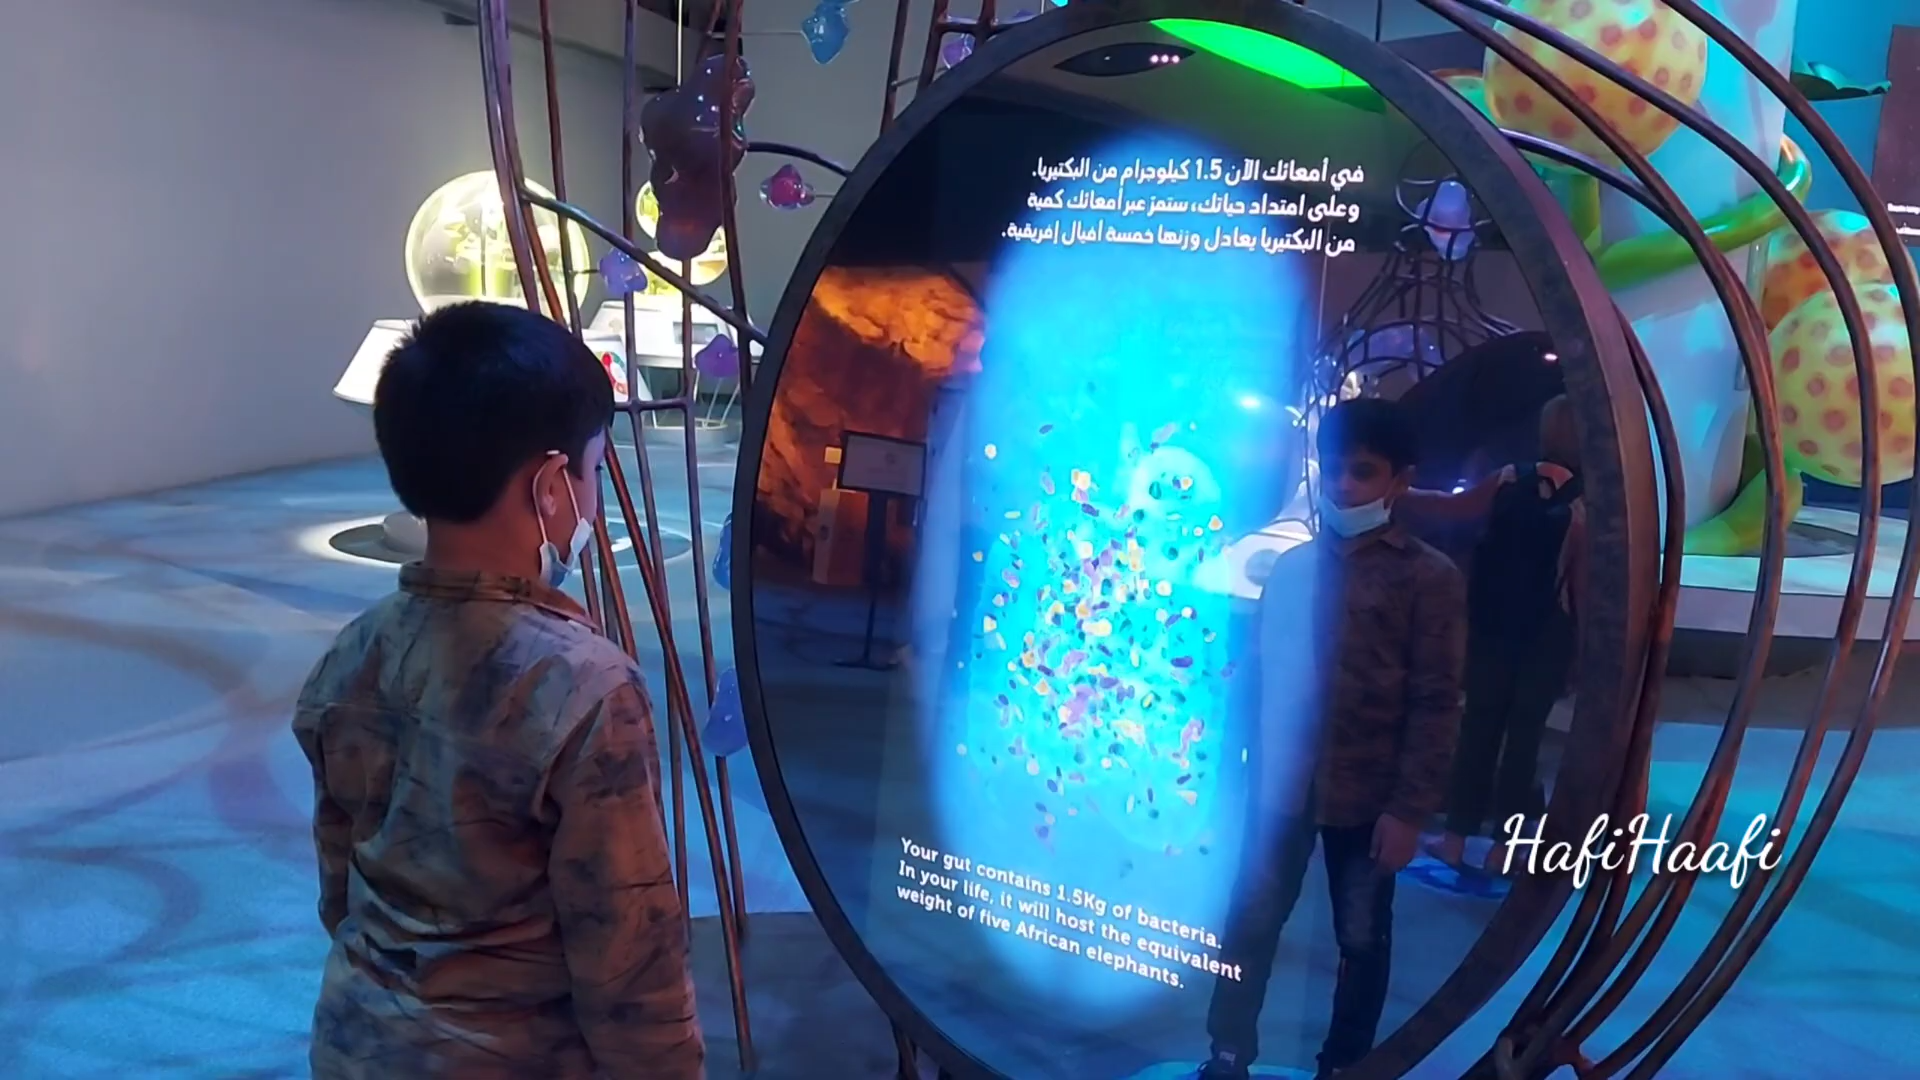 في أمعائك الآن 1.5 كيلوجرام من البكتيريا.
وعلى امتداد حياتك، ستمرّ عبر أمعائك كمية
من البكتيريا يعادل وزنها خمسة أفيال إفريقية.
Your gut contains 1.5Kg of bacteria.
In your life, it will host the equivalent
weight of five African elephants.
HafiHaafi